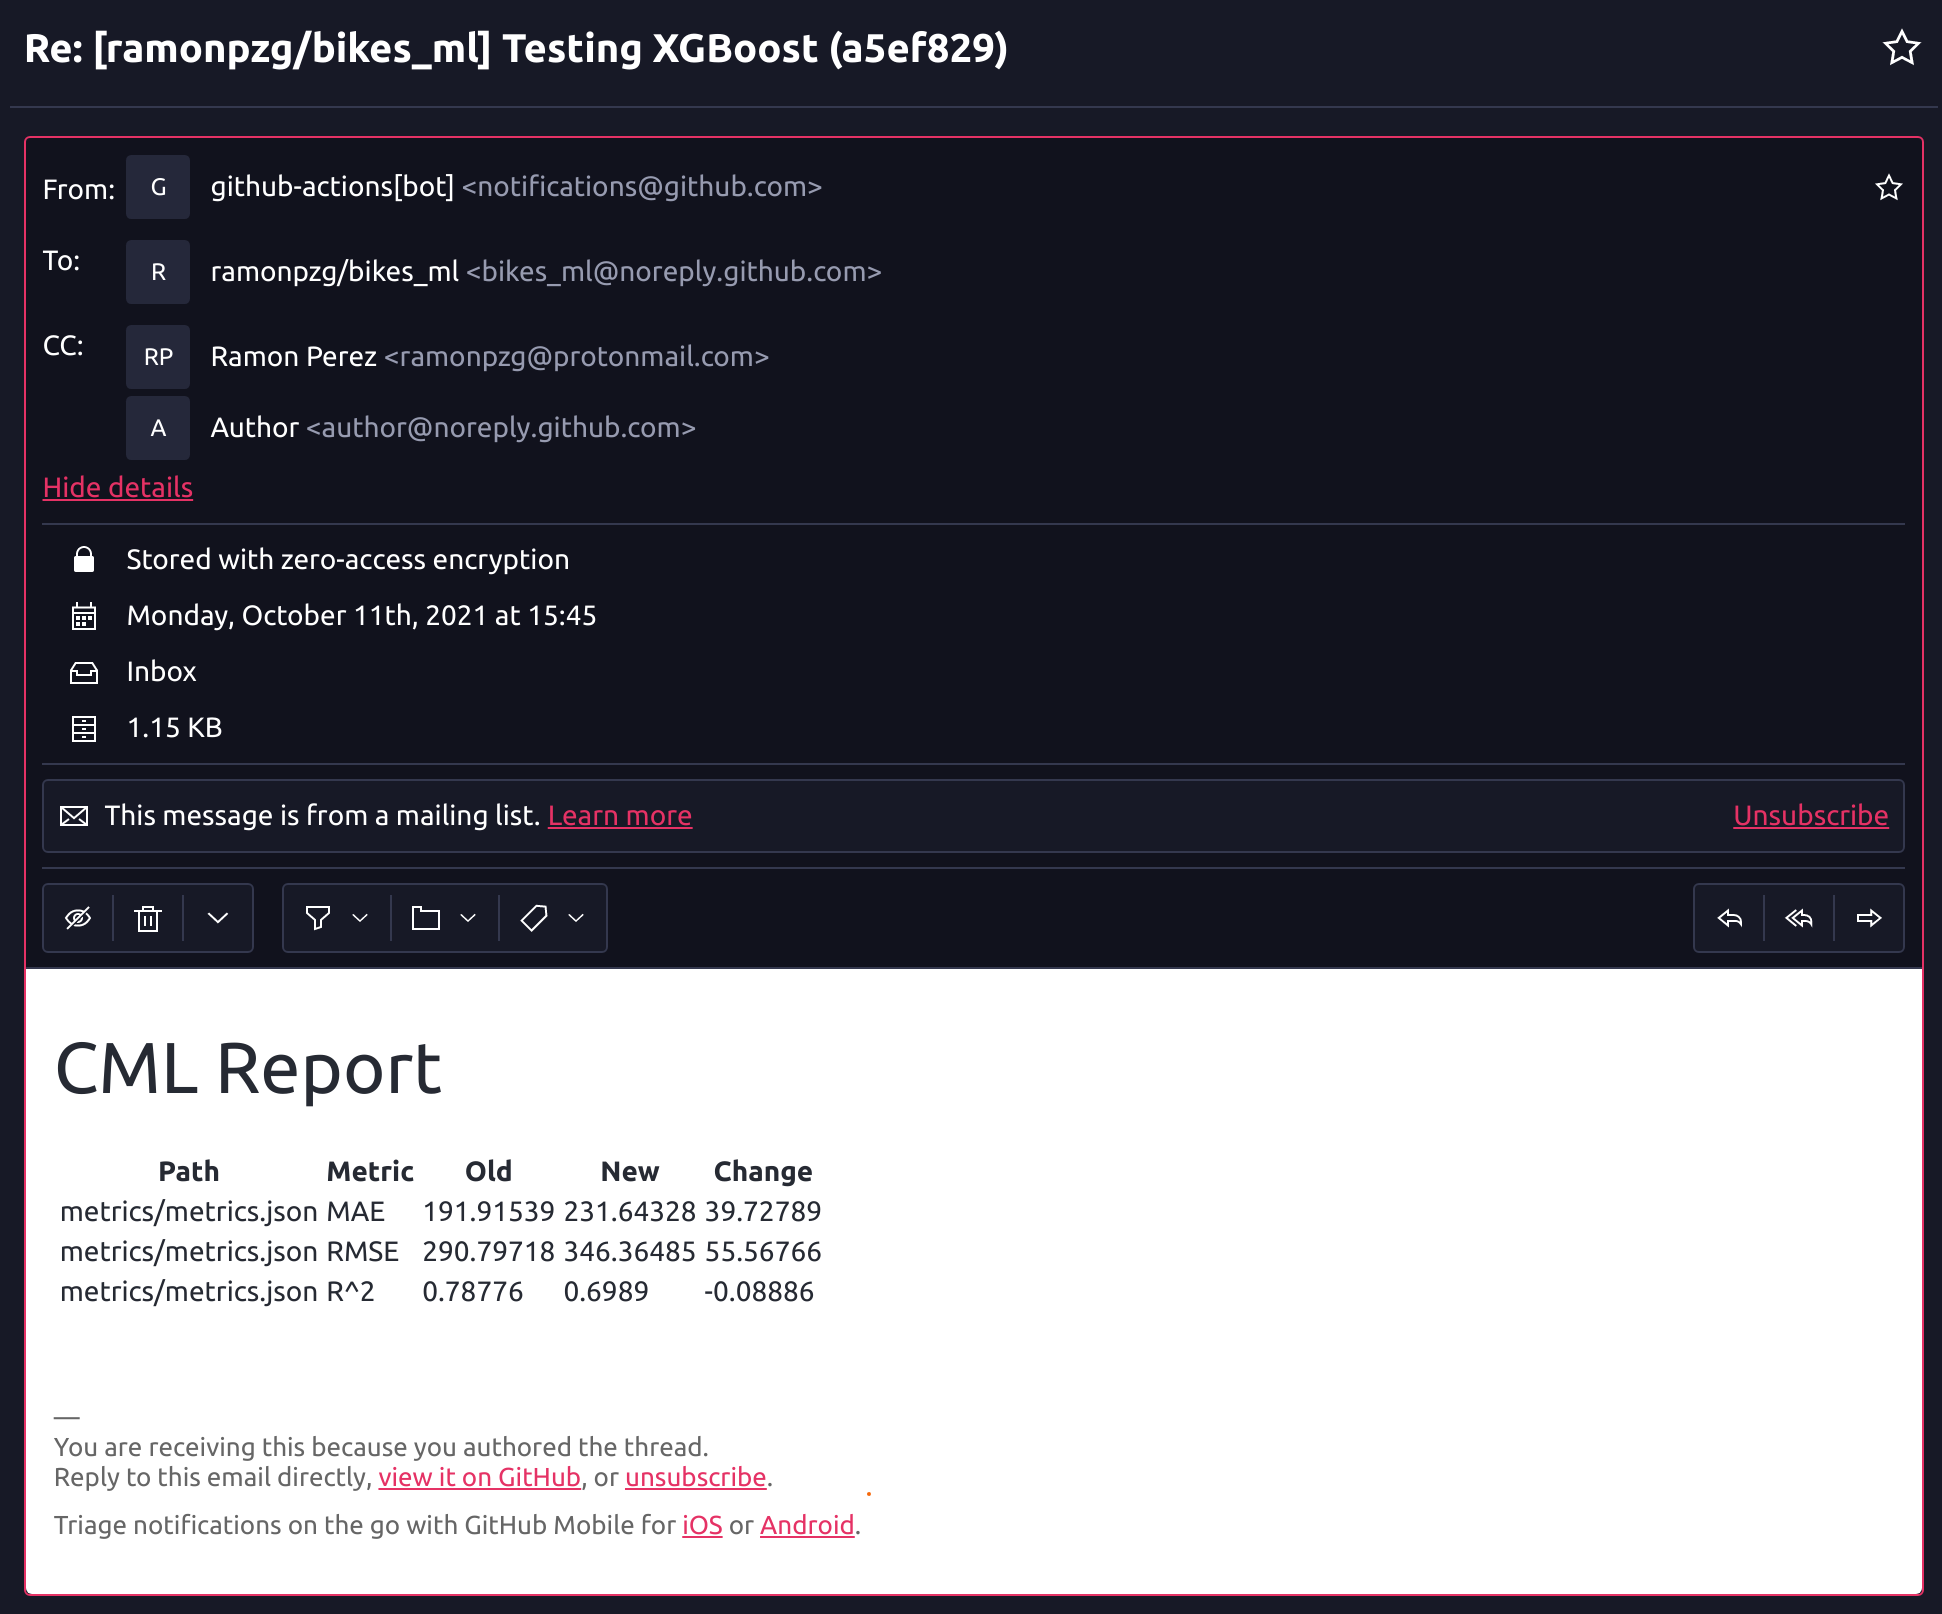 Re: [ramonpzg/bikes_ml] Testing XGBoost (a5ef829)
From: G github-actions[bot] <notifications@github.com>
To: R ramonpzg/bikes_ml <bikes_ml@noreply.github.com>
CC: RP Ramon Perez <ramonpzg@protonmail.com>
A Author <author@noreply.github.com>
Hide details
Stored with zero-access encryption
Monday, October 11th, 2021 at 15:45
Inbox
1.15 KB
This message is from a mailing list. Learn more Unsubscribe
CML Report
Path Metric Old New Change
metrics/metrics.json MAE 191.91539 231.64328 39.72789
metrics/metrics.json RMSE 290.79718 346.36485 55.56766
metrics/metrics.json R^2 0.78776 0.6989 -0.08886
—
You are receiving this because you authored the thread.
Reply to this email directly, view it on GitHub, or unsubscribe.
Triage notifications on the go with GitHub Mobile for iOS or Android.